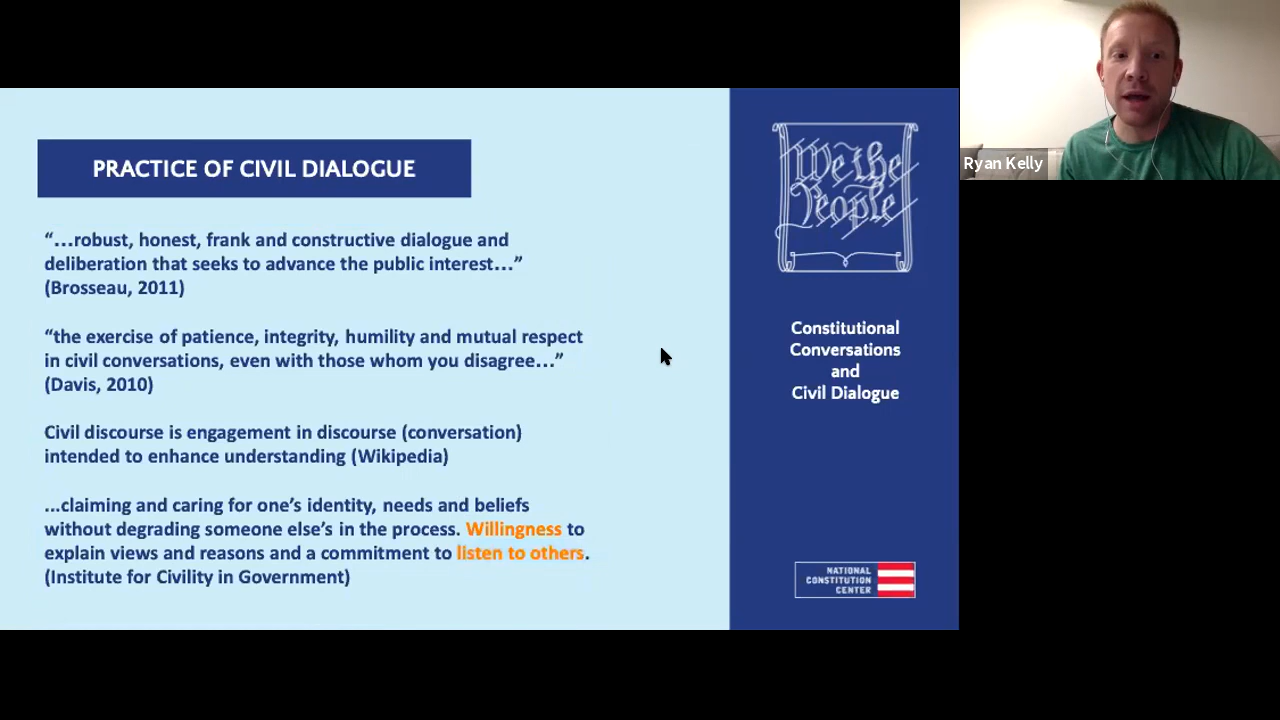 PRACTICE OF CIVIL DIALOGUE
“...robust, honest, frank and constructive dialogue and
deliberation that seeks to advance the public interest...”
(Brosseau, 2011)
“the exercise of patience, integrity, humility and mutual respect
in civil conversations, even with those whom you disagree...”
(Davis, 2010)
Civil discourse is engagement in discourse (conversation)
intended to enhance understanding (Wikipedia)
...claiming and caring for one’s identity, needs and beliefs
without degrading someone else’s in the process. Willingness to
explain views and reasons and a commitment to listen to others.
(Institute for Civility in Government)
We the
People
Constitutional
Conversations
and
Civil Dialogue
NATIONAL
CONSTITUTION
CENTER
Ryan Kelly